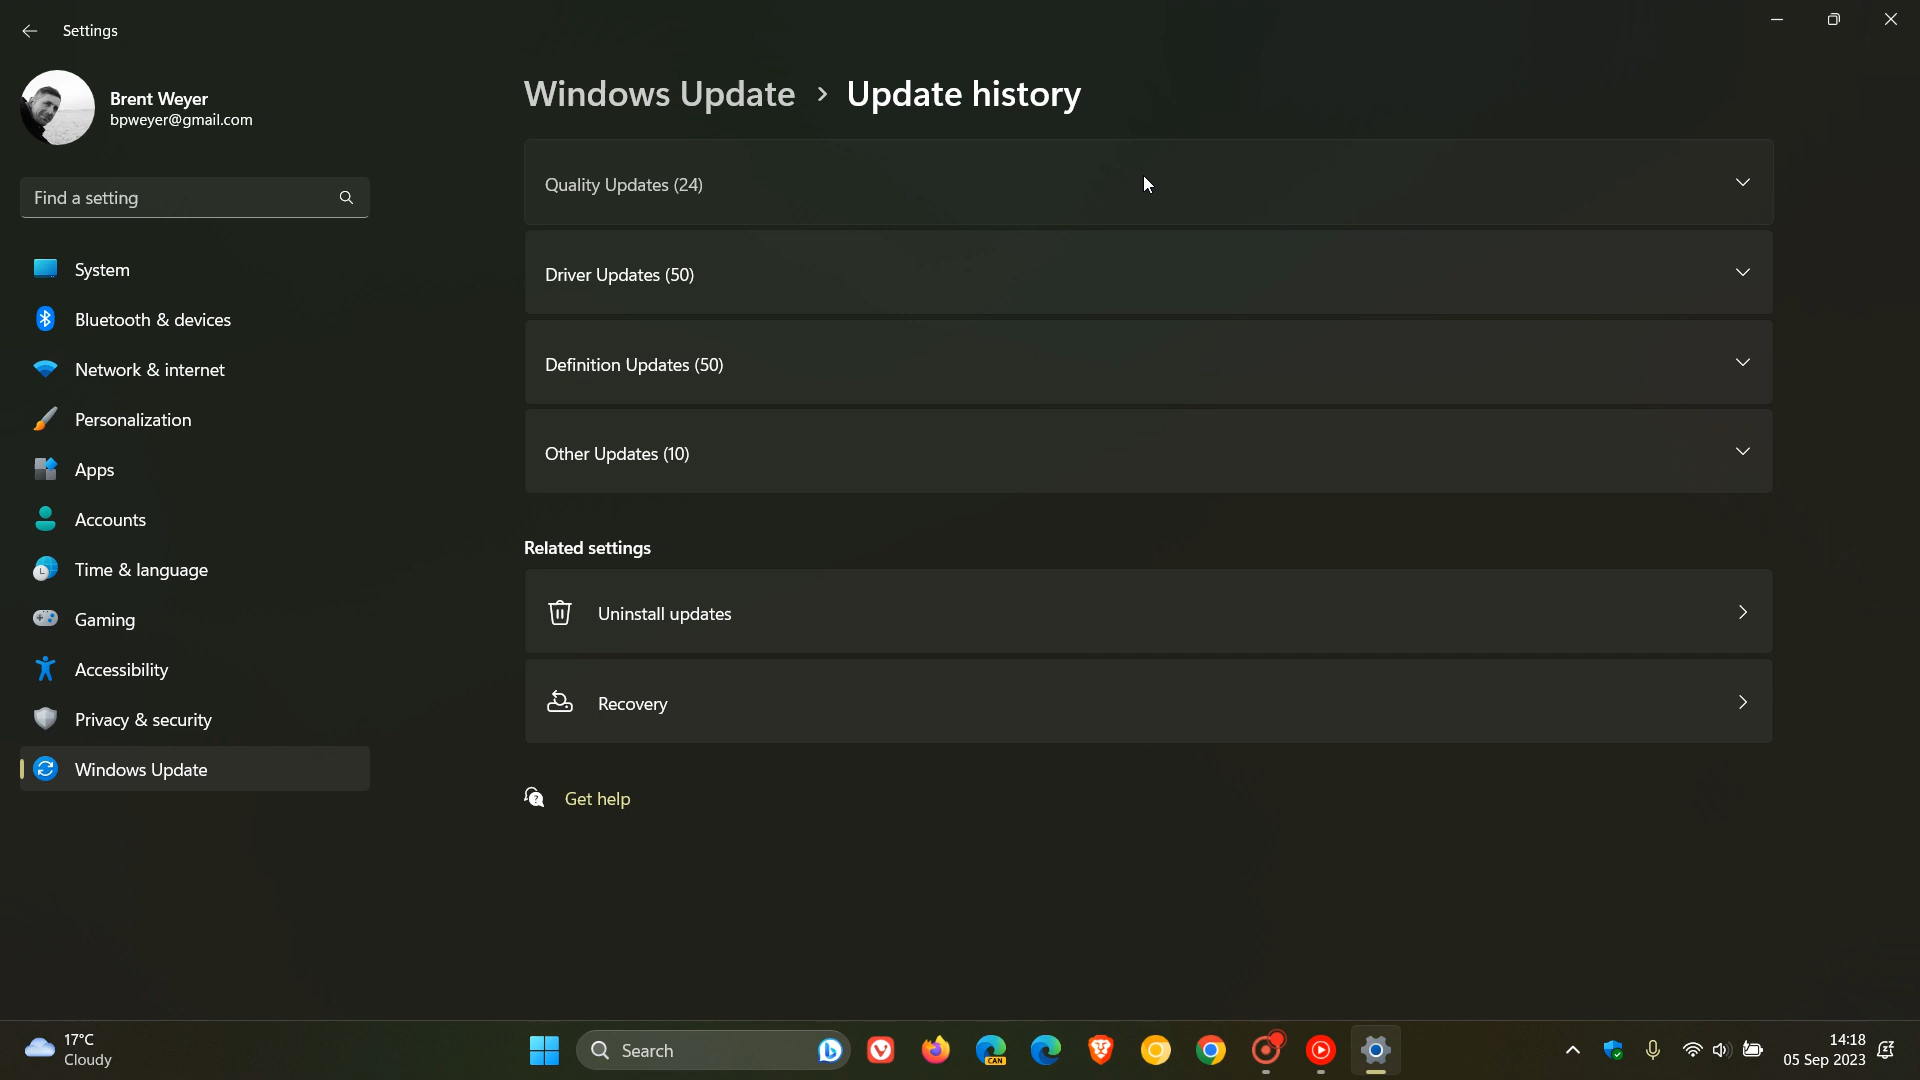 Settings
Brent Weyer
bpweyer@gmail.com
Find a setting
System
Bluetooth & devices
Network & internet
Personalization
Apps
Accounts
Time & language
Gaming
Accessibility
Privacy & security
Windows Update
Windows Update > Update history
Quality Updates (24)
Driver Updates (50)
Definition Updates (50)
Other Updates (10)
Related settings
Uninstall updates
Recovery
Get help
17°C
Cloudy
Search
CAN
14:18
05 Sep 2023